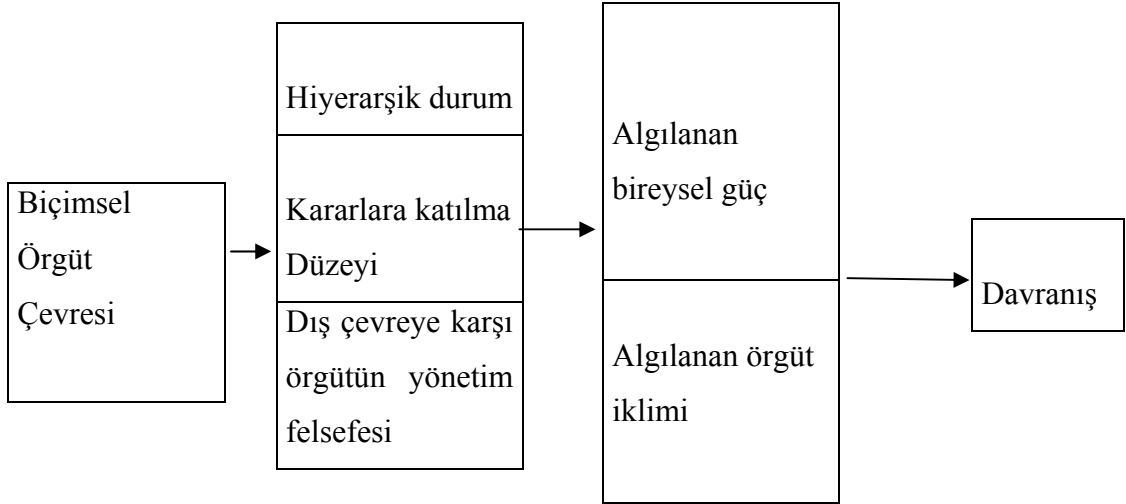 Biçimsel
Örgüt
Çevresi
Hiyerarşik durum
Kararlara katılma
Düzeyi
Dış çevreye karşı
örgütün yönetim
felsefesi
Algılanan
bireysel güç
Algılanan örgüt
iklimi
Davranış